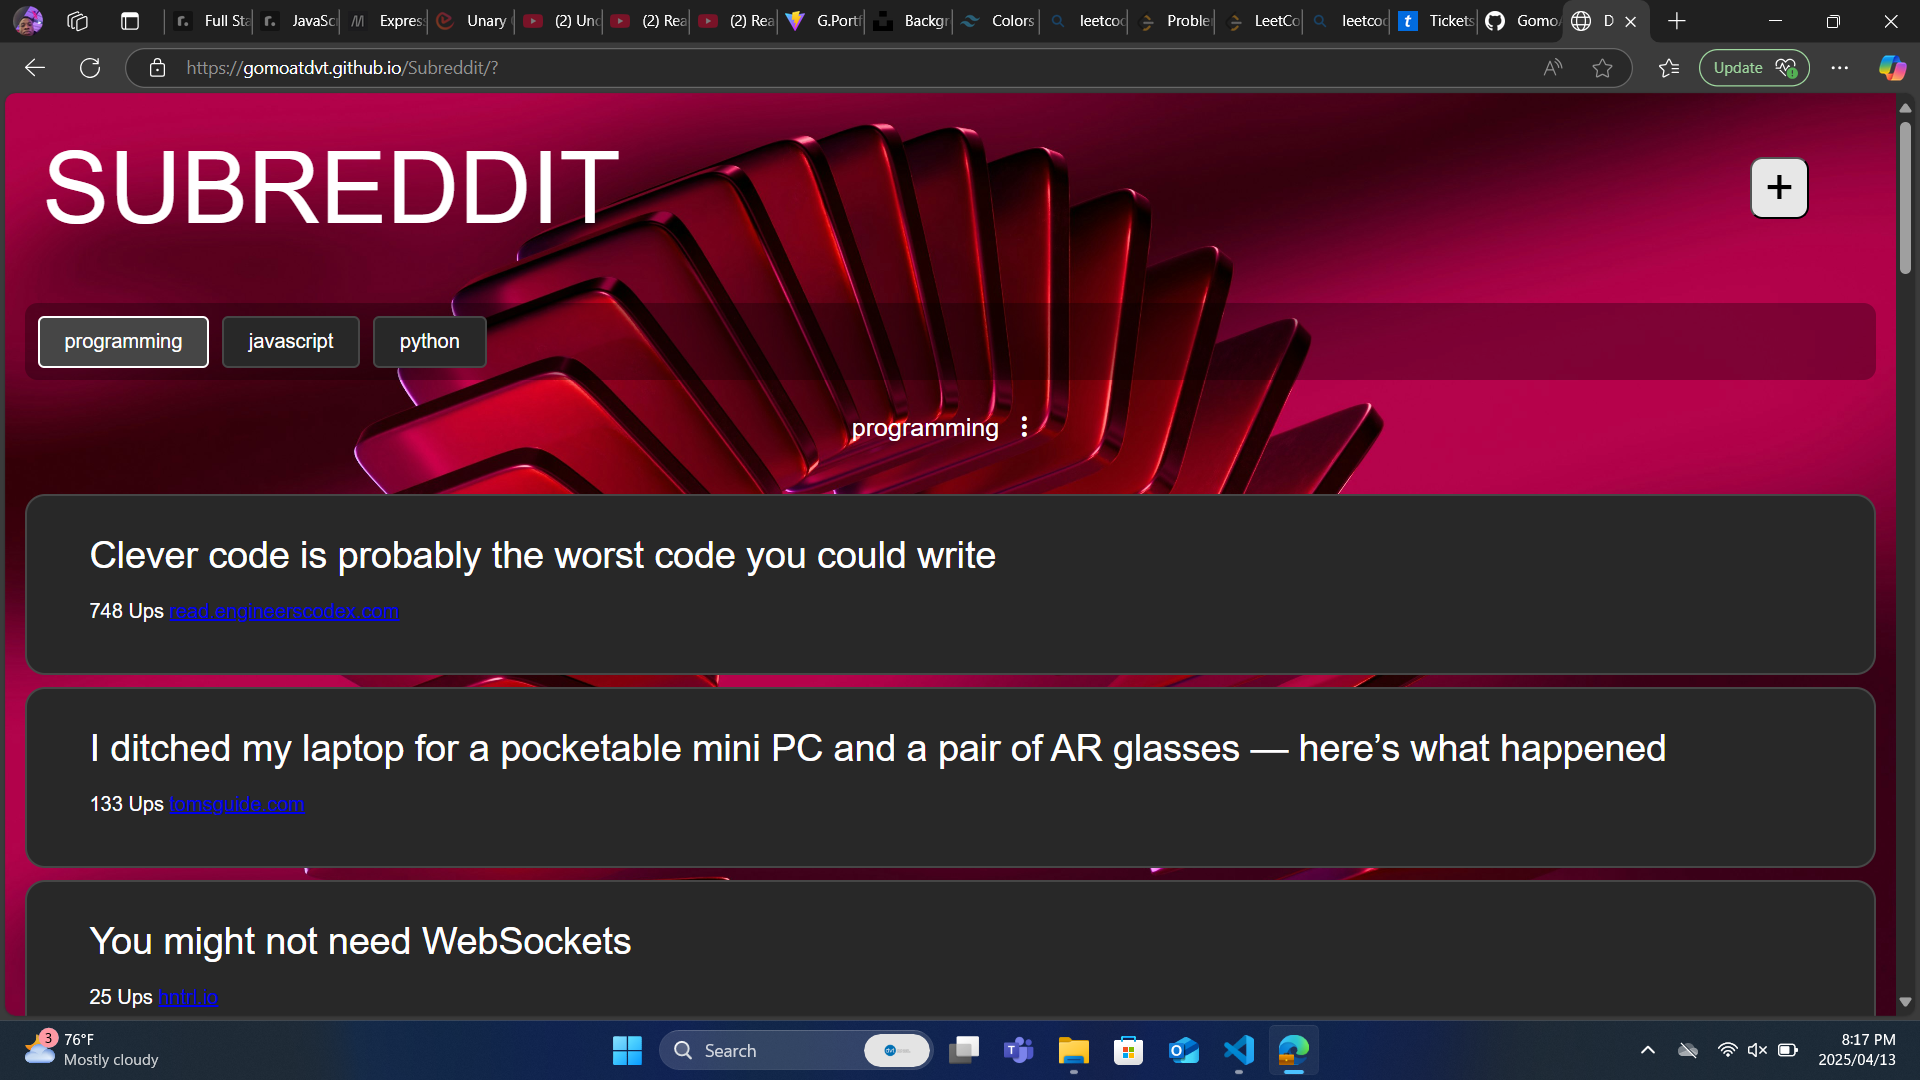 Full Sta
JavaSc
Expres
Unary
(2) Und
(2) Rea
(2) Rea
G.Portf
Backgr
Colors
leetcod
Probler
LeetCo
leetcod
Tickets
Gomo
D
https://gomoatdvt.github.io/Subreddit/?
Update
SUBREDDIT
+
programming
javascript
python
programming
Clever code is probably the worst code you could write
748 Ups read.engineerscodex.com
I ditched my laptop for a pocketable mini PC and a pair of AR glasses — here’s what happened
133 Ups tomsguide.com
You might not need WebSockets
25 Ups hntrl.io
3
76°F
Mostly cloudy
Search
8:17 PM
2025/04/13